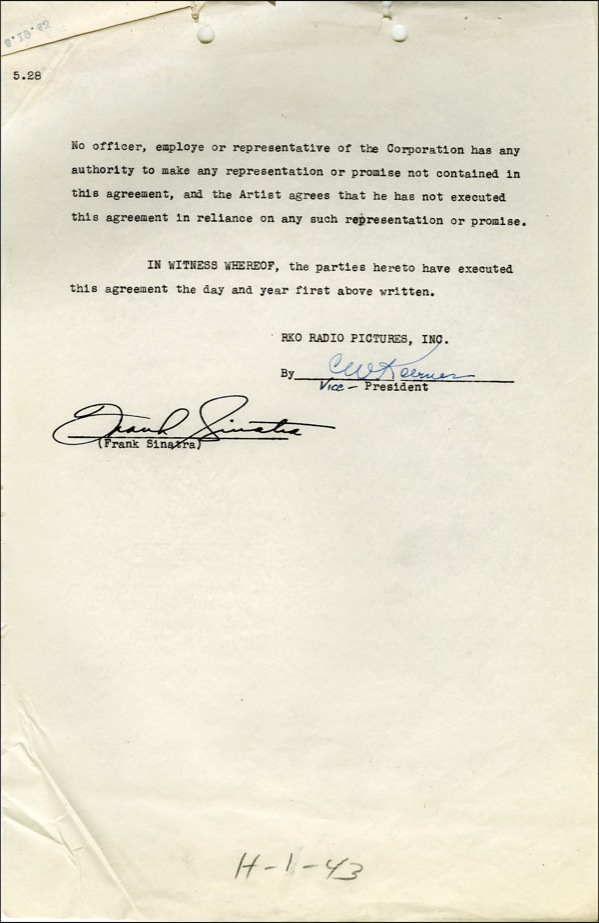 5.28
No officer, employe or representative of the Corporation has any
authority to make any representation or promise not contained in
this agreement, and the Artist agrees that he has not executed
this agreement in reliance on any such representation or promise.
IN WITNESS WHEREOF, the parties hereto have executed
this agreement the day and year first above written.
RKO RADIO PICTURES, INC.
By CW Koerner
Vice - President
Frank Sinatra
(Frank Sinatra)
H-1-43